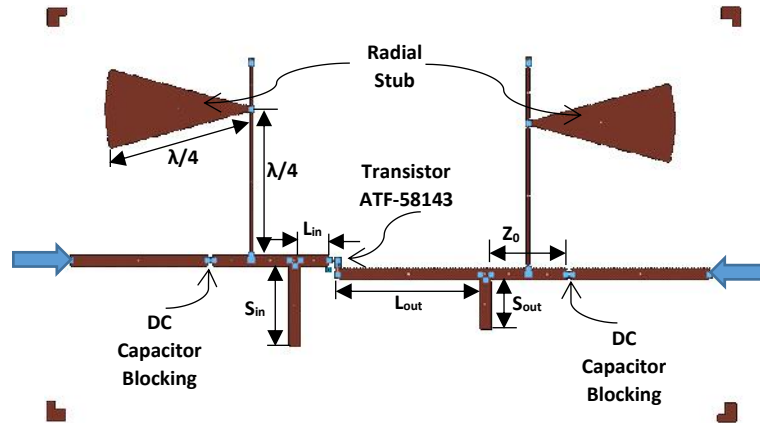 Radial
Stub
λ/4
λ/4
Transistor
ATF-58143
Lin
Z0
Sin
Lout
Sout
DC
Capacitor
Blocking
DC
Capacitor
Blocking